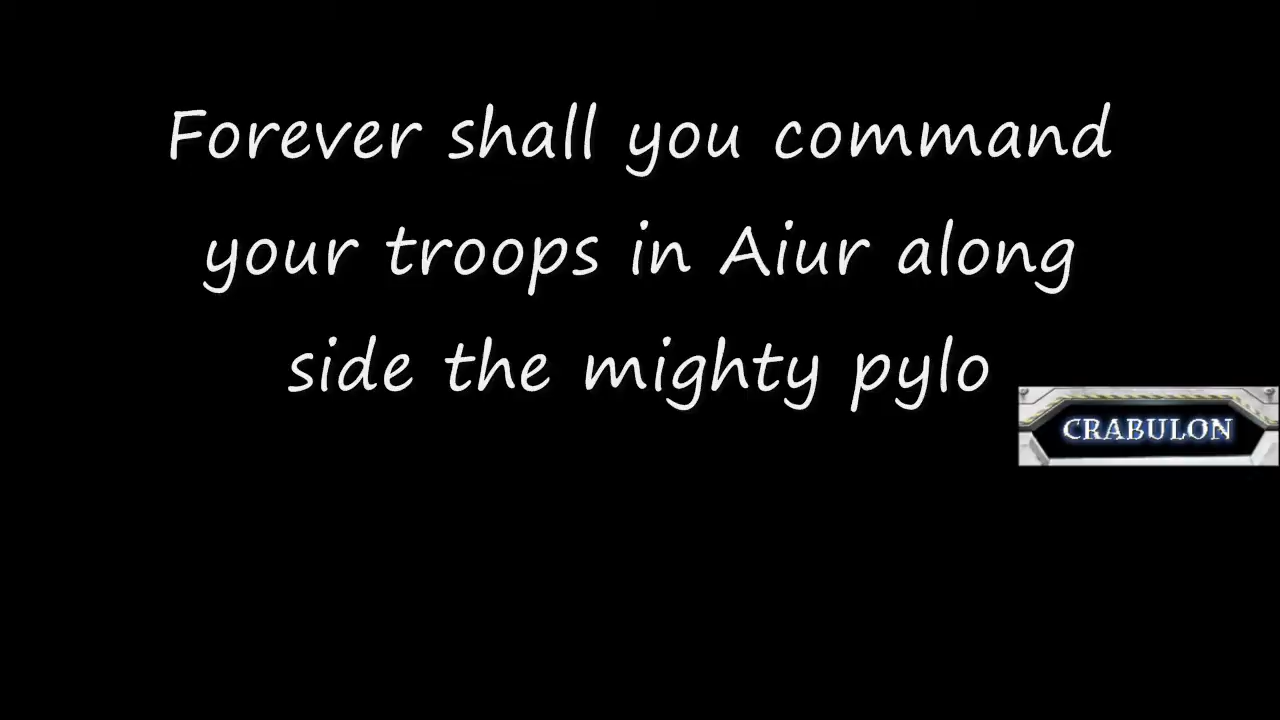 Forever shall you command
your troops in Aiur along
side the mighty pylo
CRABULON